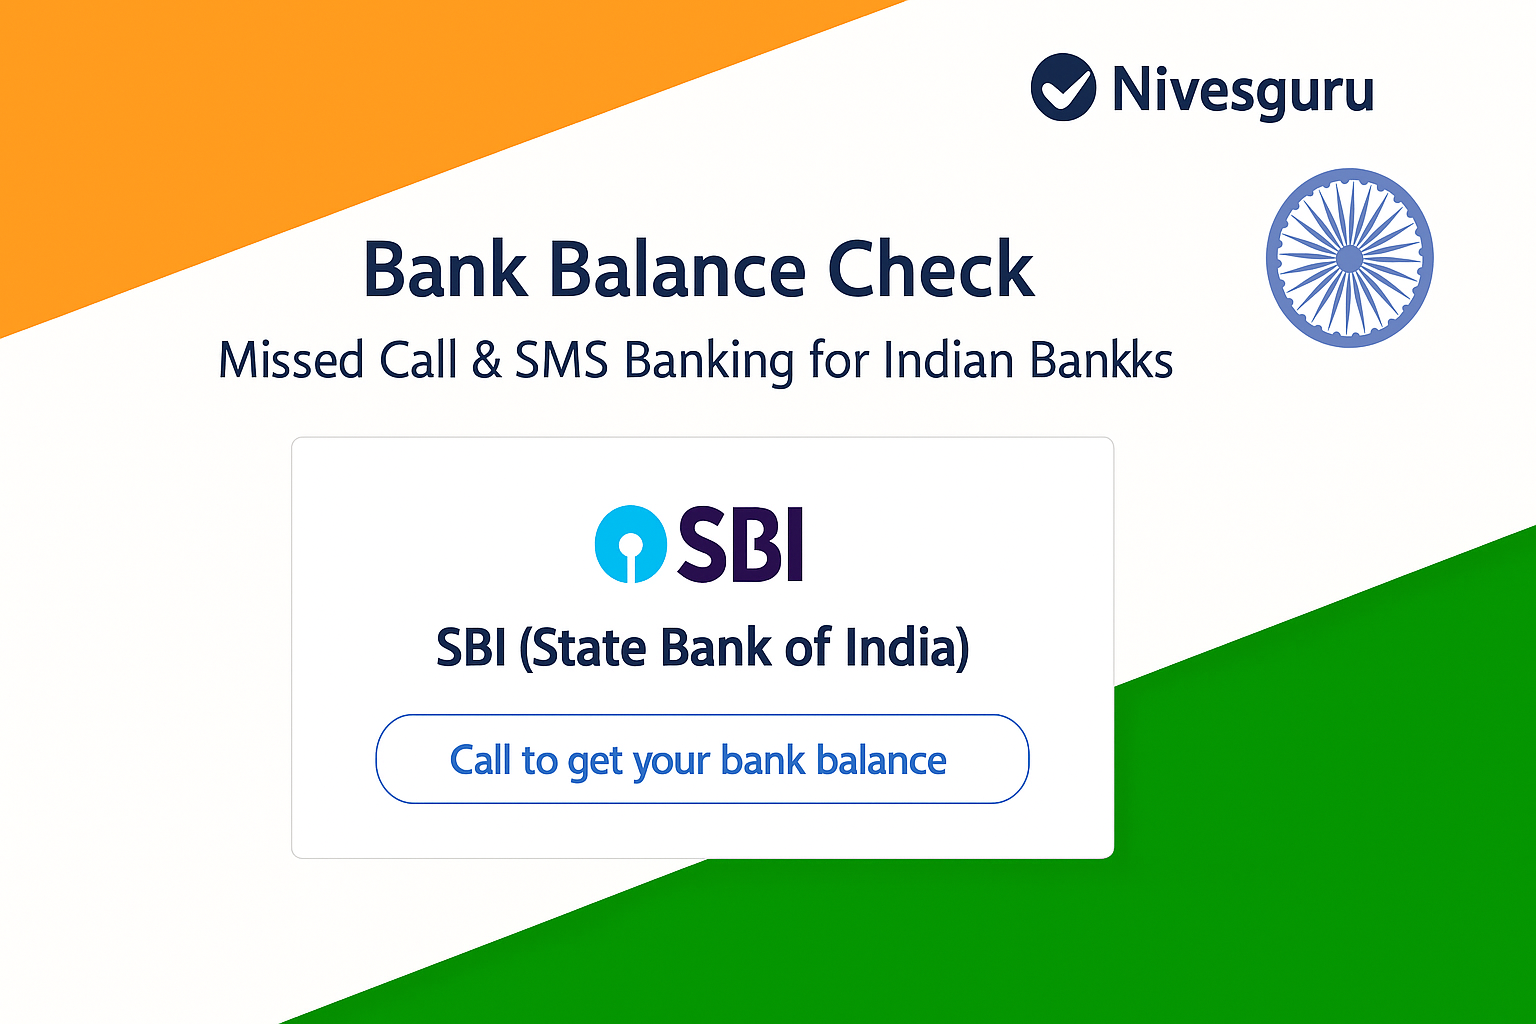 Nivesguru
Bank Balance Check
Missed Call & SMS Banking for Indian Bankks
SBI
SBI (State Bank of India)
Call to get your bank balance